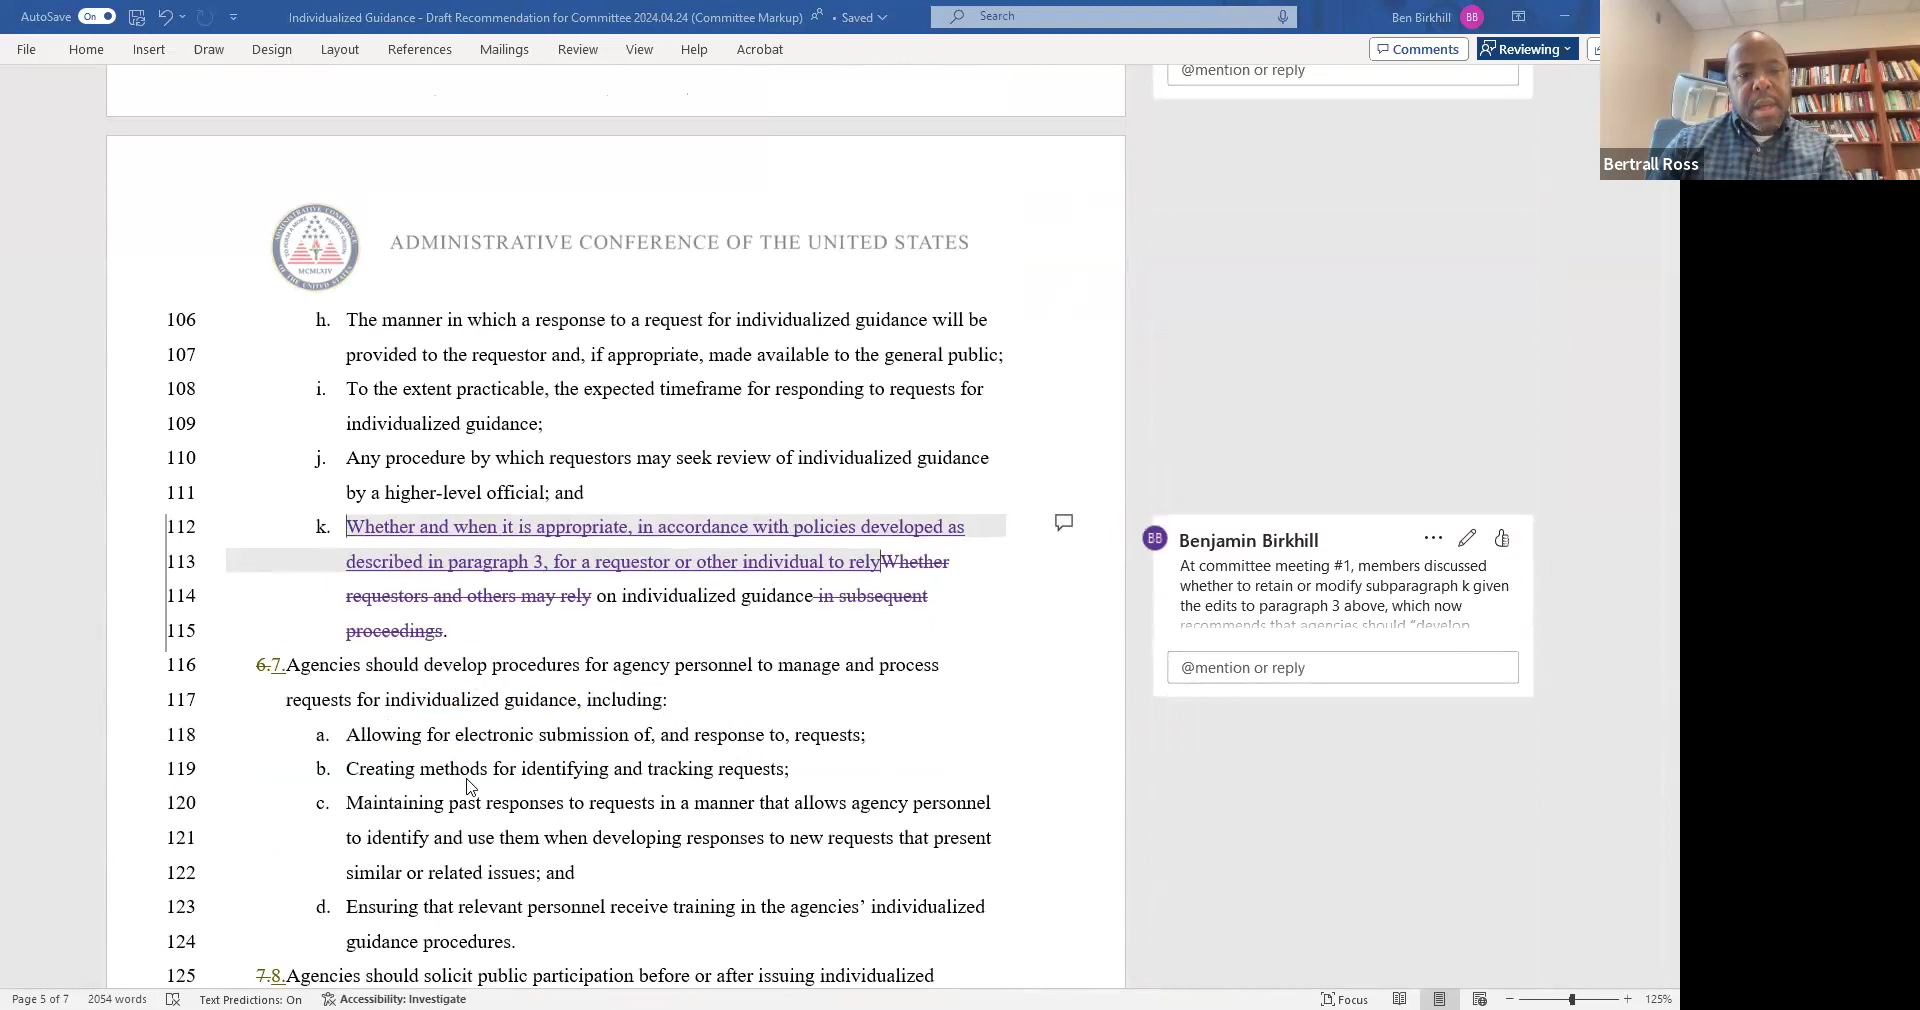 AutoSave On Individualized Guidance - Draft Recommendation for Committee 2024.04.24 (Committee Markup) • Saved Search Ben Birkhill BB
File Home Insert Draw Design Layout References Mailings Review View Help Acrobat Comments Reviewing
@mention or reply
Bertrall Ross
ADMINISTRATIVE CONFERENCE OF THE UNITED STATES
MCMLXIV
106 h. The manner in which a response to a request for individualized guidance will be
107 provided to the requestor and, if appropriate, made available to the general public;
108 i. To the extent practicable, the expected timeframe for responding to requests for
109 individualized guidance;
110 j. Any procedure by which requestors may seek review of individualized guidance
111 by a higher-level official; and
112 k. Whether and when it is appropriate, in accordance with policies developed as
113 described in paragraph 3, for a requestor or other individual to relyWhether
114 requestors and others may rely on individualized guidance in subsequent
115 proceedings.
116 6.7.Agencies should develop procedures for agency personnel to manage and process
117 requests for individualized guidance, including:
118 a. Allowing for electronic submission of, and response to, requests;
119 b. Creating methods for identifying and tracking requests;
120 c. Maintaining past responses to requests in a manner that allows agency personnel
121 to identify and use them when developing responses to new requests that present
122 similar or related issues; and
123 d. Ensuring that relevant personnel receive training in the agencies’ individualized
124 guidance procedures.
125 7.8.Agencies should solicit public participation before or after issuing individualized
BB Benjamin Birkhill
At committee meeting #1, members discussed
whether to retain or modify subparagraph k given
the edits to paragraph 3 above, which now
recommends that agencies should “develop
@mention or reply
Page 5 of 7 2054 words Text Predictions: On Accessibility: Investigate Focus 125%